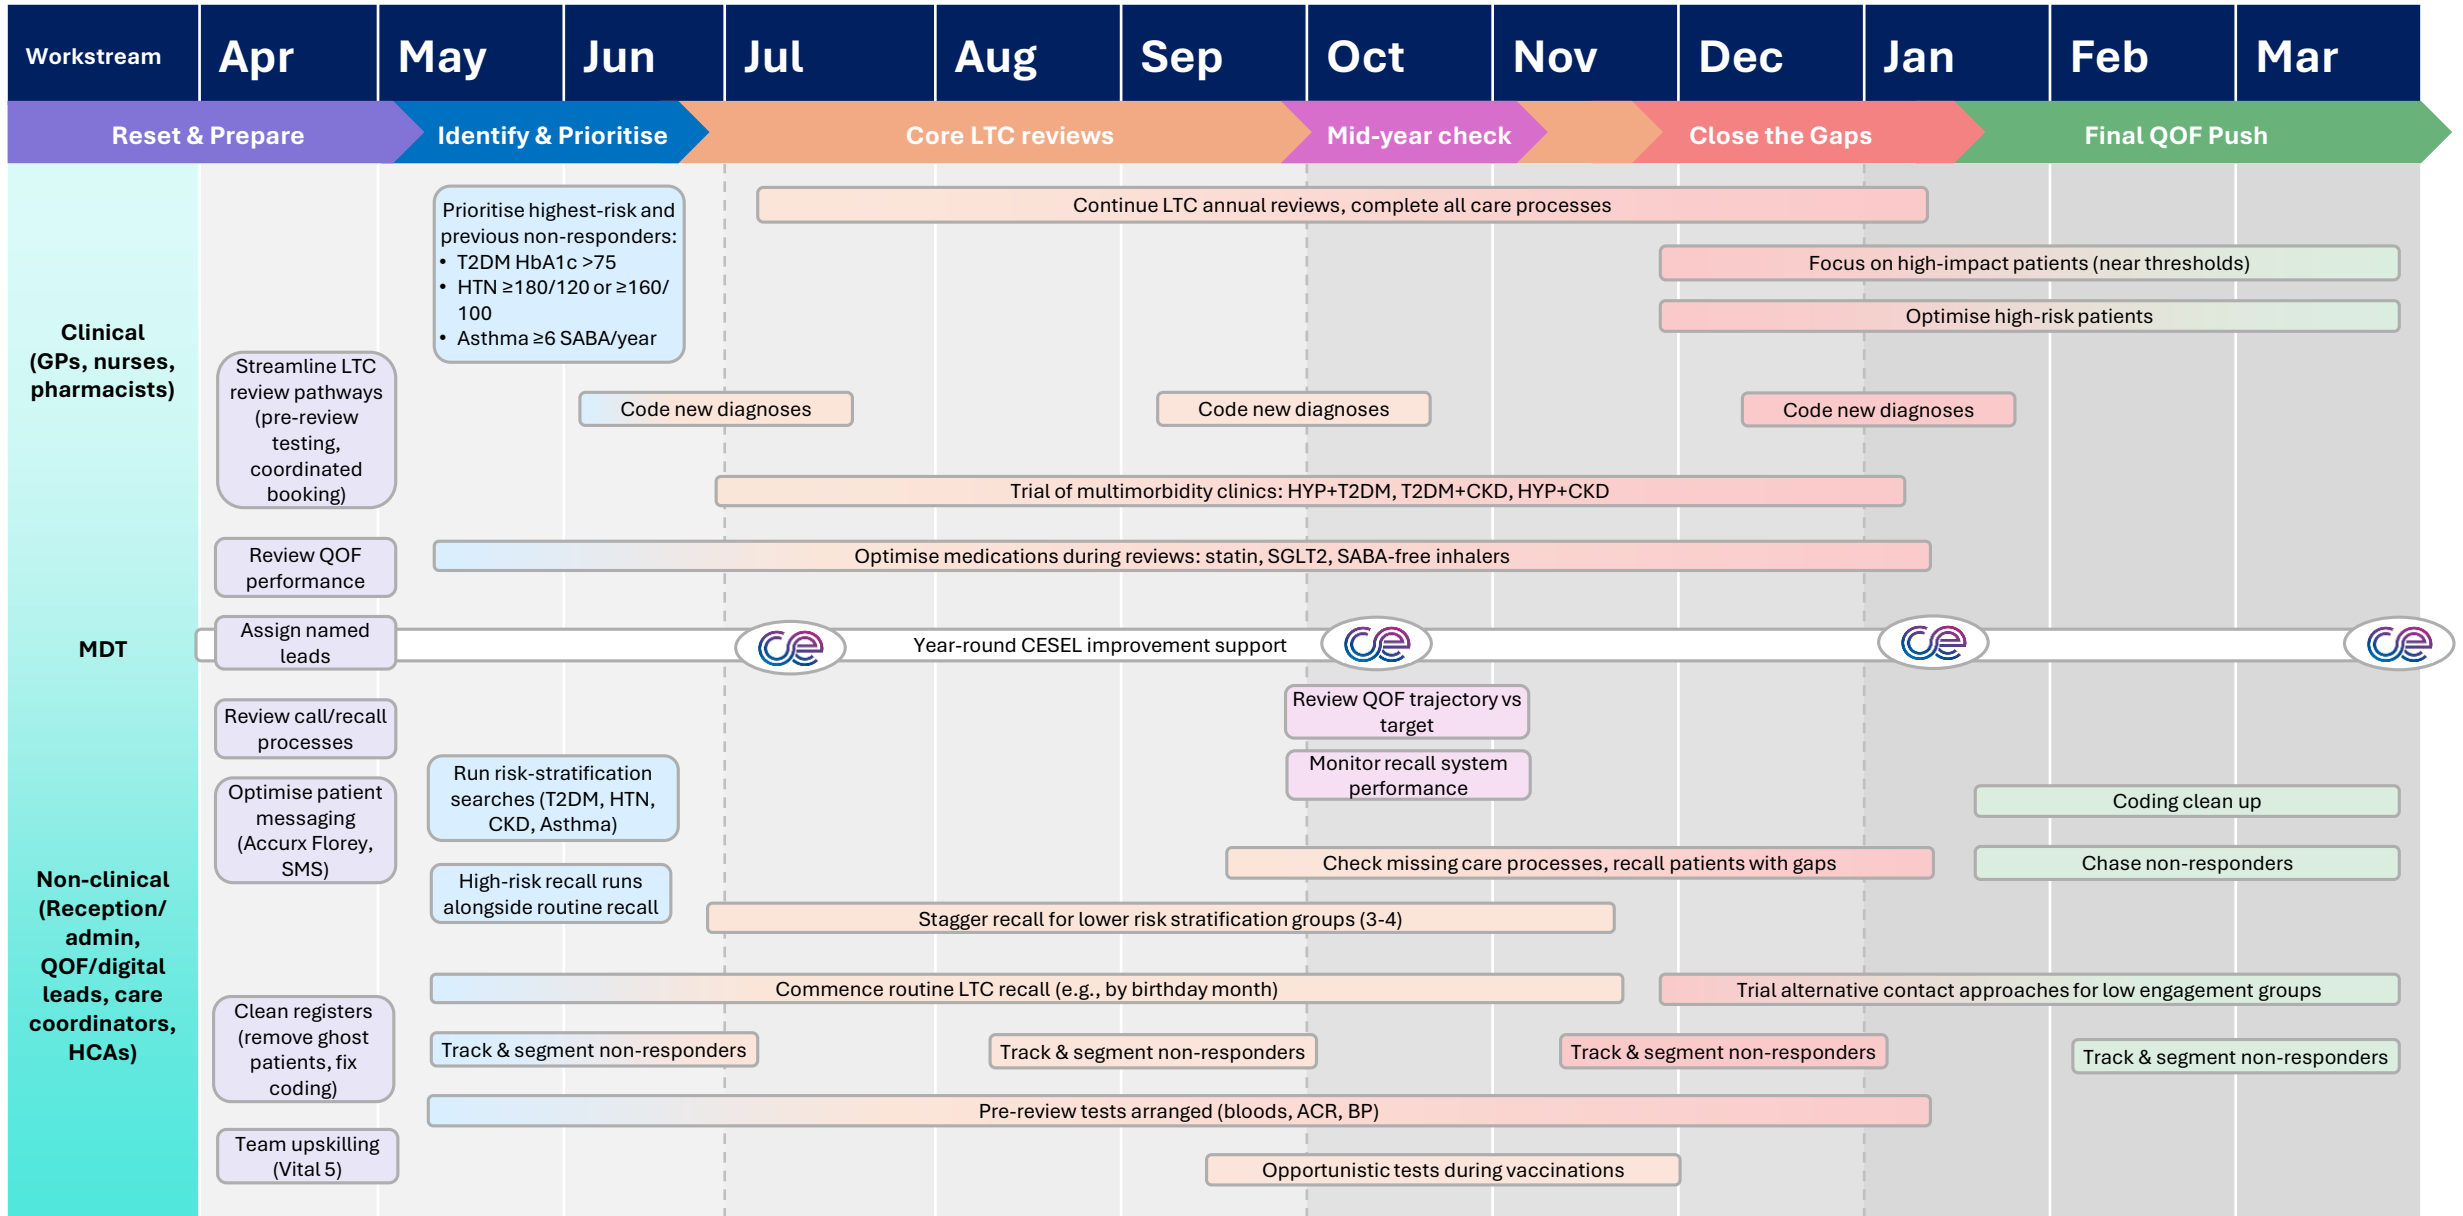 Workstream
Apr
May
Jun
Jul
Aug
Sep
Oct
Nov
Dec
Jan
Feb
Mar
Reset & Prepare
Identify & Prioritise
Core LTC reviews
Mid-year check
Close the Gaps
Final QOF Push
Clinical
(GPs, nurses,
pharmacists)
Prioritise highest-risk and
previous non-responders:
• T2DM HbA1c >75
• HTN ≥180/120 or ≥160/
100
• Asthma ≥6 SABA/year
Continue LTC annual reviews, complete all care processes
Focus on high-impact patients (near thresholds)
Optimise high-risk patients
Streamline LTC
review pathways
(pre-review
testing,
coordinated
booking)
Code new diagnoses
Code new diagnoses
Code new diagnoses
Trial of multimorbidity clinics: HYP+T2DM, T2DM+CKD, HYP+CKD
Review QOF
performance
Optimise medications during reviews: statin, SGLT2, SABA-free inhalers
MDT
Assign named
leads
ce
Year-round CESEL improvement support
ce
ce
ce
Review call/recall
processes
Review QOF trajectory vs
target
Monitor recall system
performance
Non-clinical
(Reception/
admin,
QOF/digital
leads, care
coordinators,
HCAs)
Optimise patient
messaging
(Accurx Florey,
SMS)
Run risk-stratification
searches (T2DM, HTN,
CKD, Asthma)
Coding clean up
High-risk recall runs
alongside routine recall
Check missing care processes, recall patients with gaps
Chase non-responders
Stagger recall for lower risk stratification groups (3-4)
Commence routine LTC recall (e.g., by birthday month)
Trial alternative contact approaches for low engagement groups
Clean registers
(remove ghost
patients, fix
coding)
Track & segment non-responders
Track & segment non-responders
Track & segment non-responders
Track & segment non-responders
Pre-review tests arranged (bloods, ACR, BP)
Team upskilling
(Vital 5)
Opportunistic tests during vaccinations